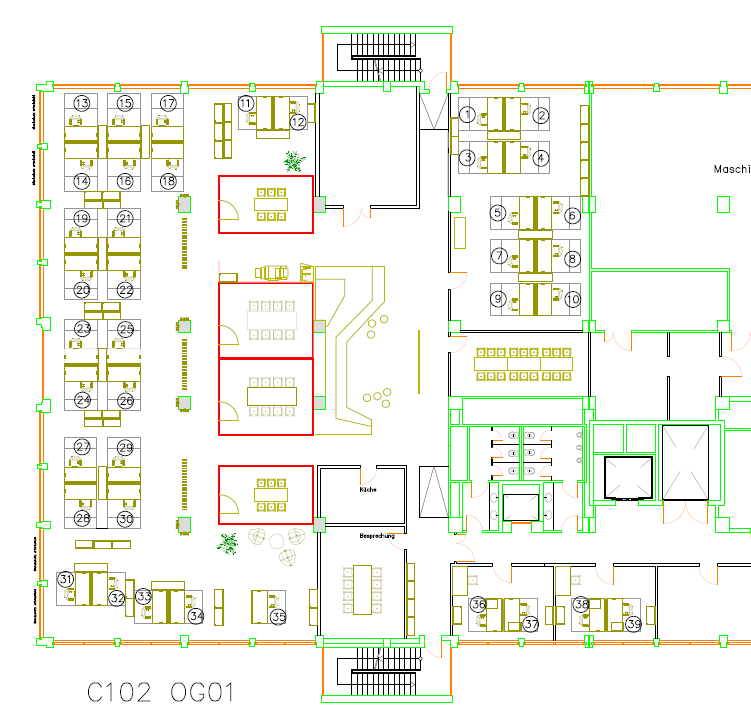 13 15 17 11 12
1 2
14 16 18 3 4
Maschi
19 21 5 6
20 22 7 8
9 10
23 25
24 26
27 29
28 30
Küche
Besprechung
31 32 33 34 35
36 37 38 39
C102 OG01